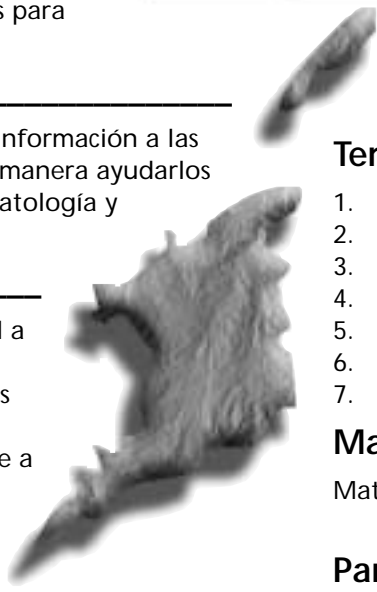 s para
nformación a las
manera ayudarlos
atología y
l a
s
e a
Ter
1.
2.
3.
4.
5.
6.
7.
Ma
Mat
Par